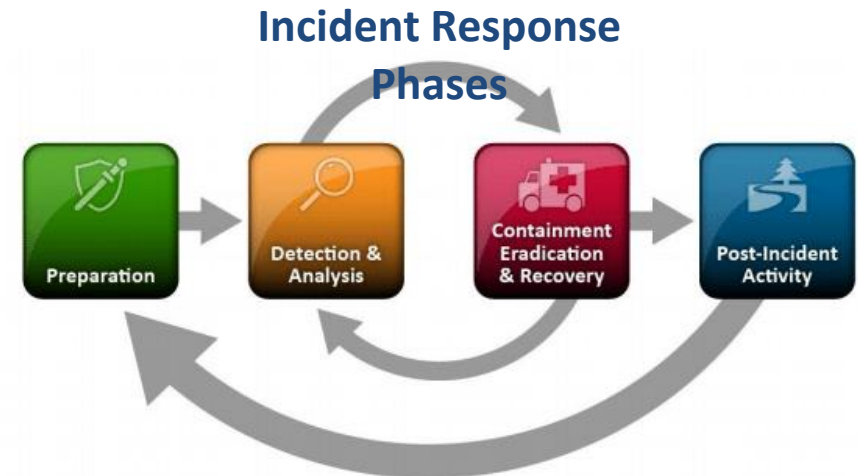 Incident Response
Phases
Preparation
Detection &
Analysis
Containment
Eradication
& Recovery
Post-Incident
Activity